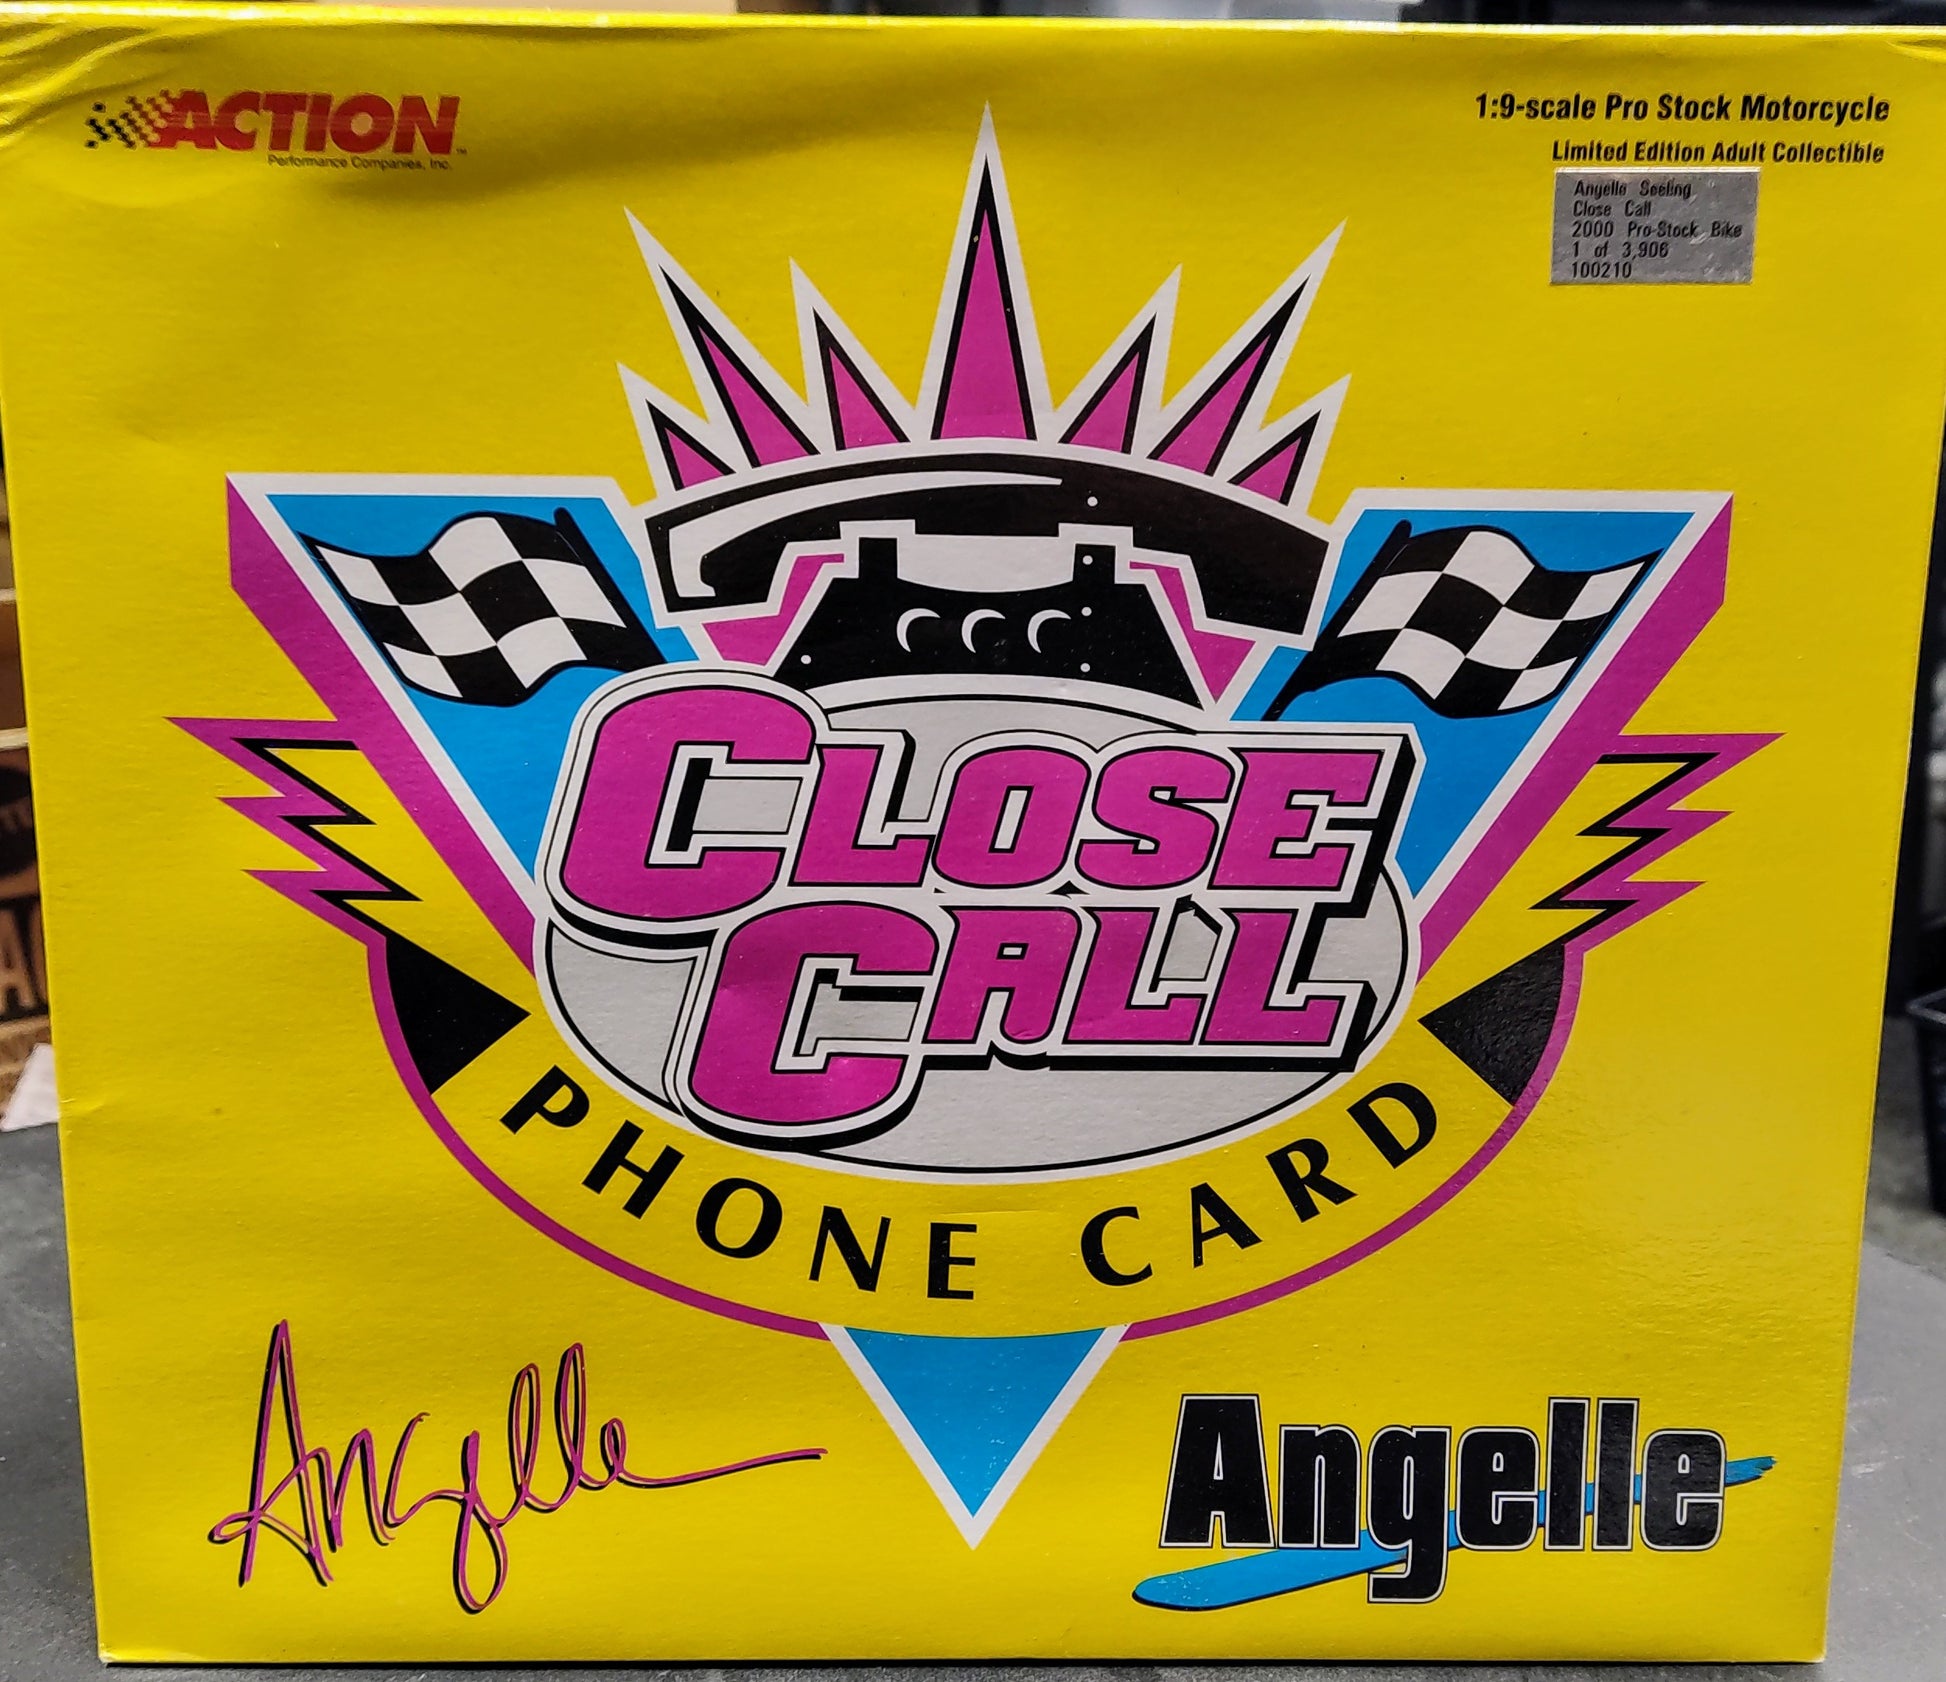 ACTION™
Performance Companies, Inc.
1:9-scale Pro Stock Motorcycle
Limited Edition Adult Collectible
Angelle Seeling
Close Call
2000 Pro-Stock Bike
1 of 3,906
100210
CLOSE
CALL
PHONE CARD
Angelle
Angelle